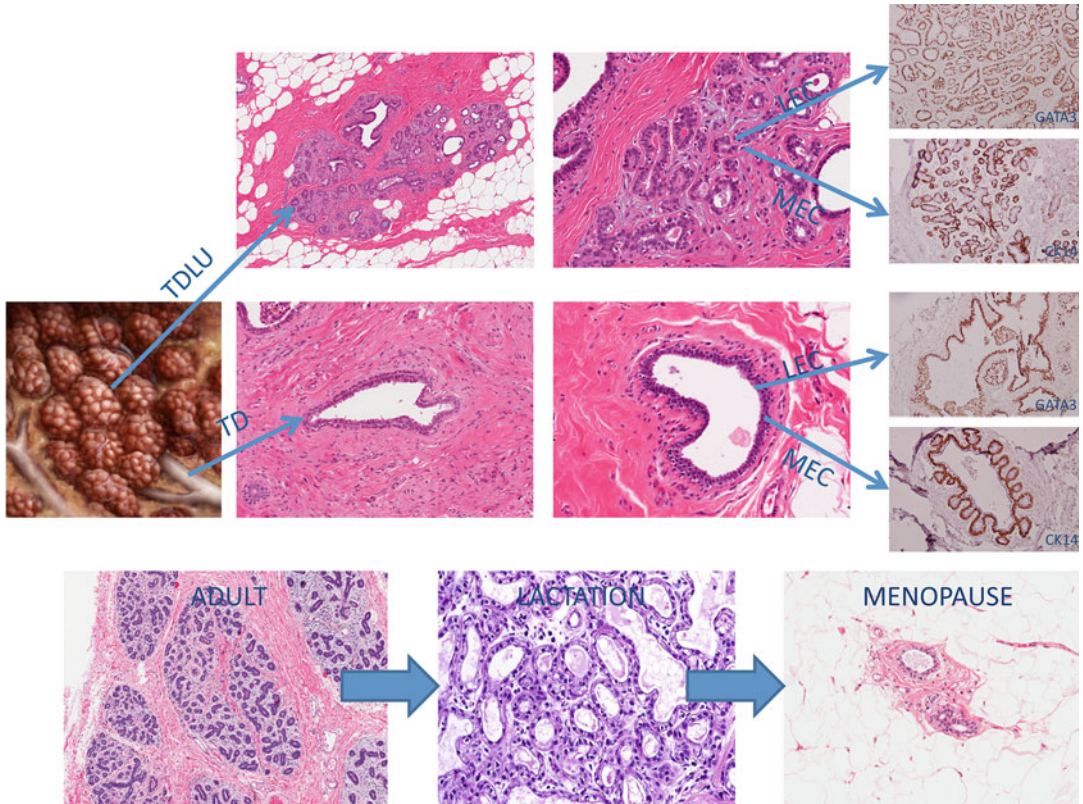 LEC
GATA3
MEC
CK14
TDLU
LEC
GATA3
TD
MEC
CK14
ADULT
LACTATION
MENOPAUSE